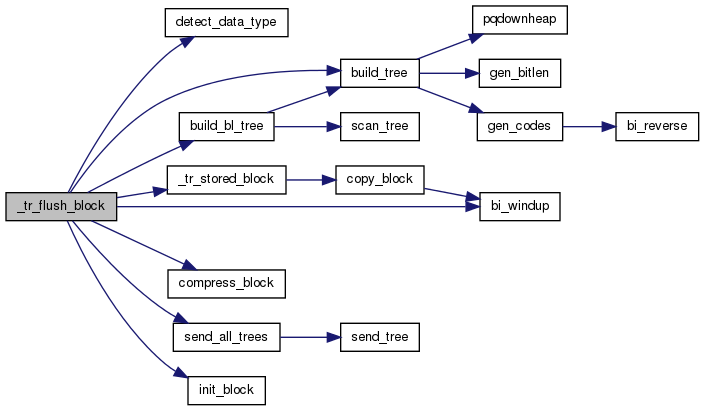 detect_data_type
pqdownheap
build_tree
gen_bitlen
build_bl_tree
scan_tree
gen_codes
bi_reverse
_tr_stored_block
copy_block
_tr_flush_block
bi_windup
compress_block
send_all_trees
send_tree
init_block